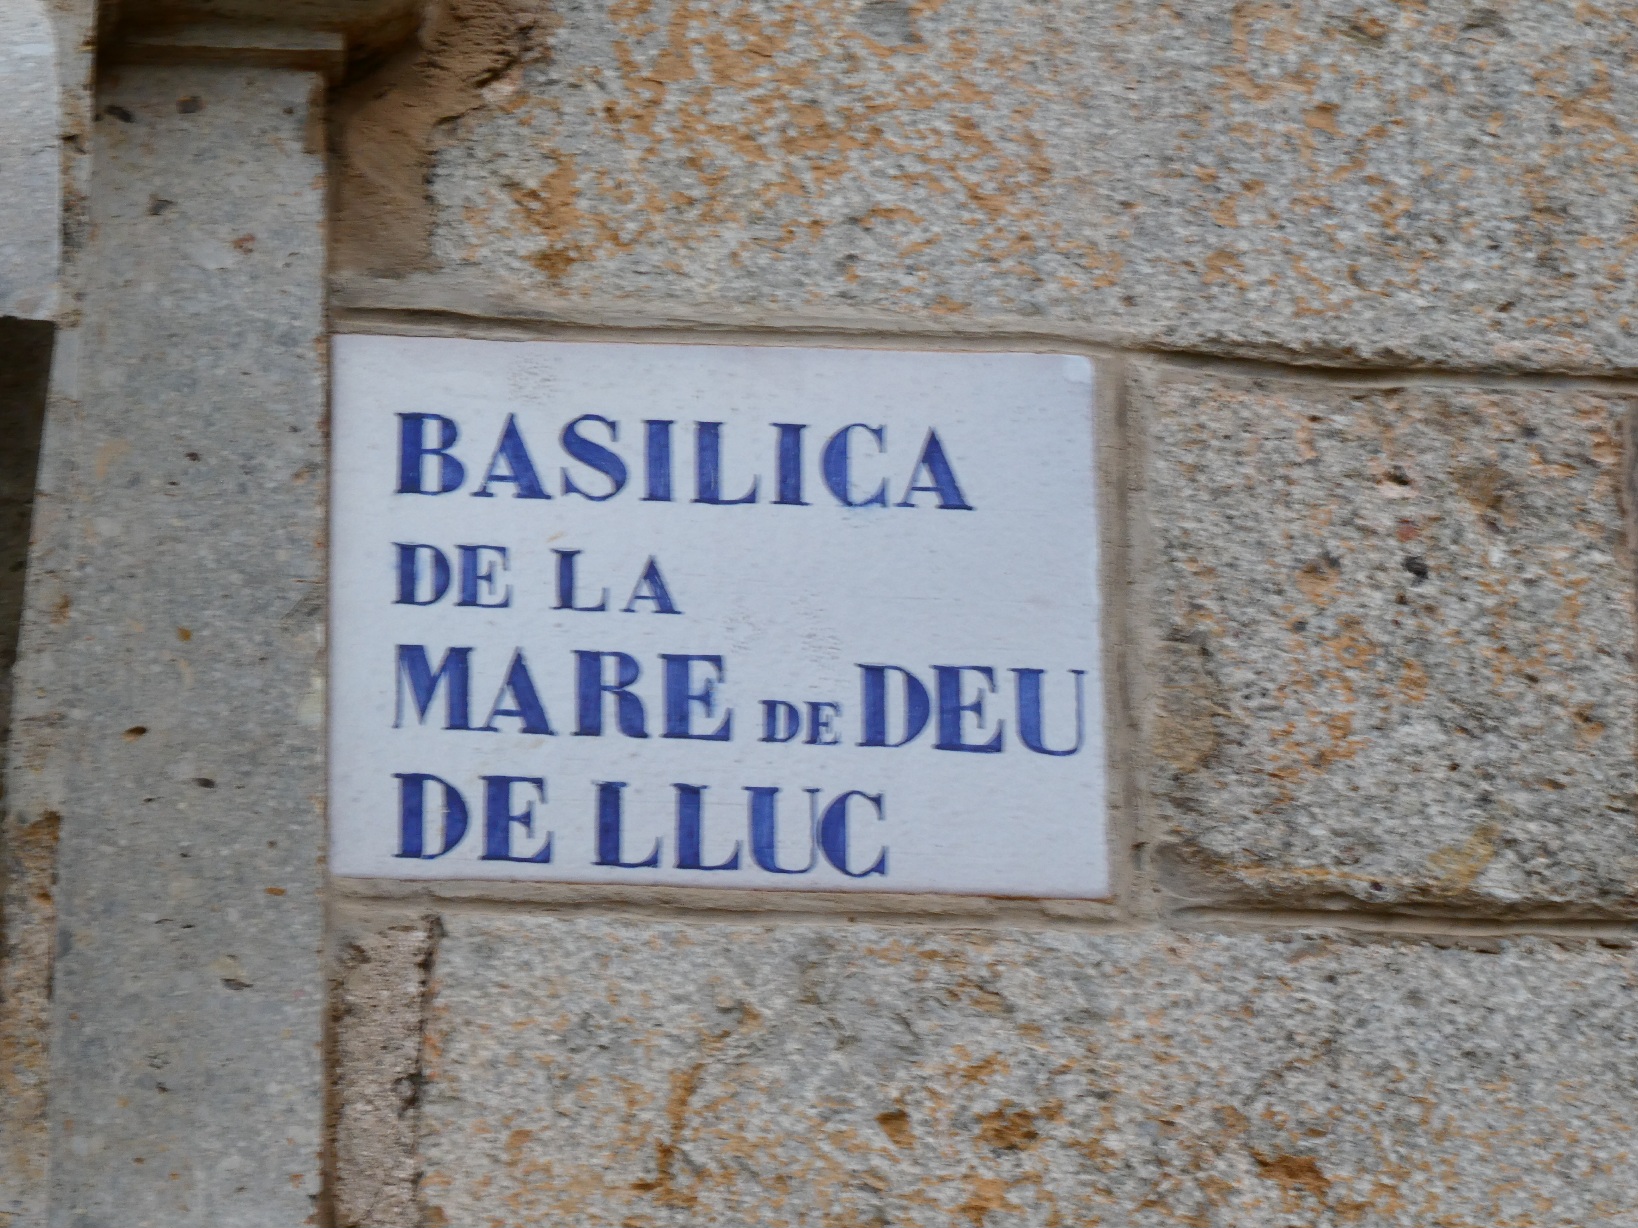 BASILICA
DE LA
MARE DE DEU
DE LLUC